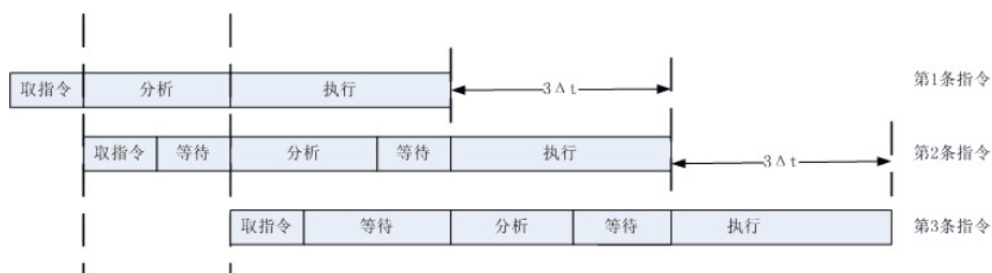 取指令 分析 执行 3Δt 第1条指令
取指令 等待 分析 等待 执行 3Δt 第2条指令
取指令 等待 分析 等待 执行 第3条指令